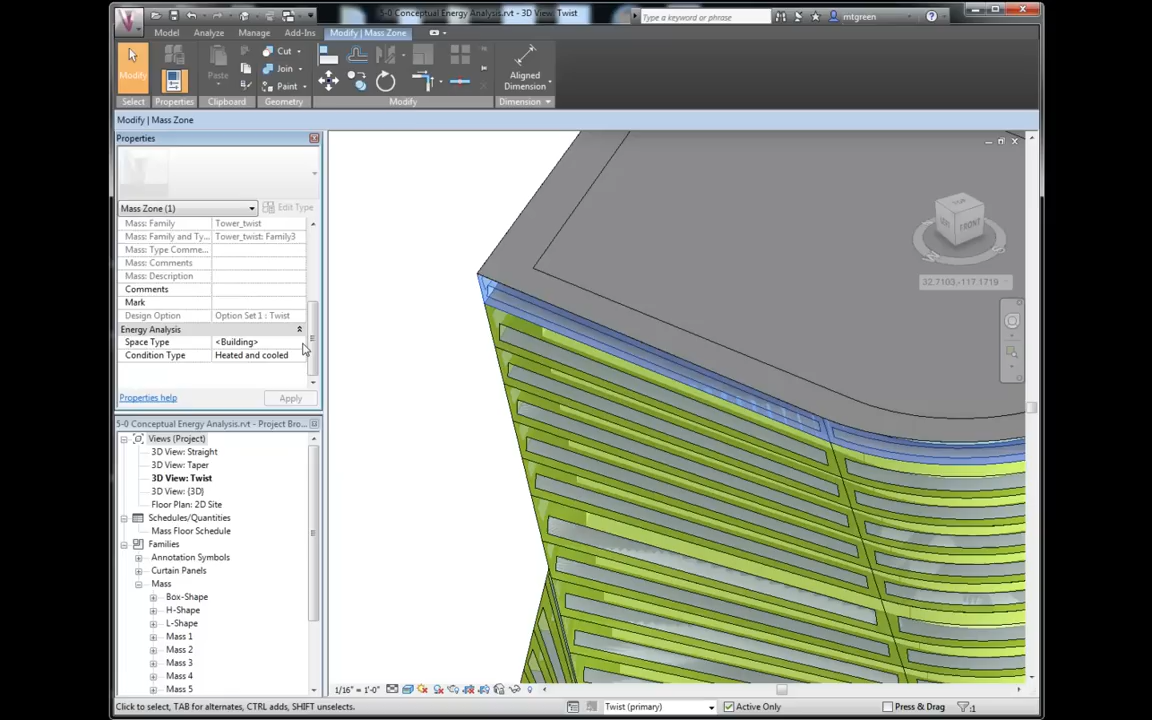 5-0 Conceptual Energy Analysis.rvt - 3D View: Twist
Type a keyword or phrase
mtgreen
Model Analyze Manage Add-Ins Modify | Mass Zone
Modify
Paste
Cut
Join
Paint
Aligned
Dimension
Select Properties Clipboard Geometry Modify Dimension
Modify | Mass Zone
Properties
Mass Zone (1) Edit Type
Mass: Family Tower_twist
Mass: Family and Ty... Tower_twist: Family3
Mass: Type Comme...
Mass: Comments
Mass: Description
Comments
Mark
Design Option Option Set 1 : Twist
Energy Analysis
Space Type <Building>
Condition Type Heated and cooled
Properties help Apply
5-0 Conceptual Energy Analysis.rvt - Project Bro...
Views (Project)
3D View: Straight
3D View: Taper
3D View: Twist
3D View: {3D}
Floor Plan: 2D Site
Schedules/Quantities
Mass Floor Schedule
Families
Annotation Symbols
Curtain Panels
Mass
Box-Shape
H-Shape
L-Shape
Mass 1
Mass 2
Mass 3
Mass 4
Mass 5
TOP
FRONT
32.7103,-117.1719
1/16" = 1'-0"
Click to select, TAB for alternates, CTRL adds, SHIFT unselects.
Twist (primary)
Active Only
Press & Drag
:1